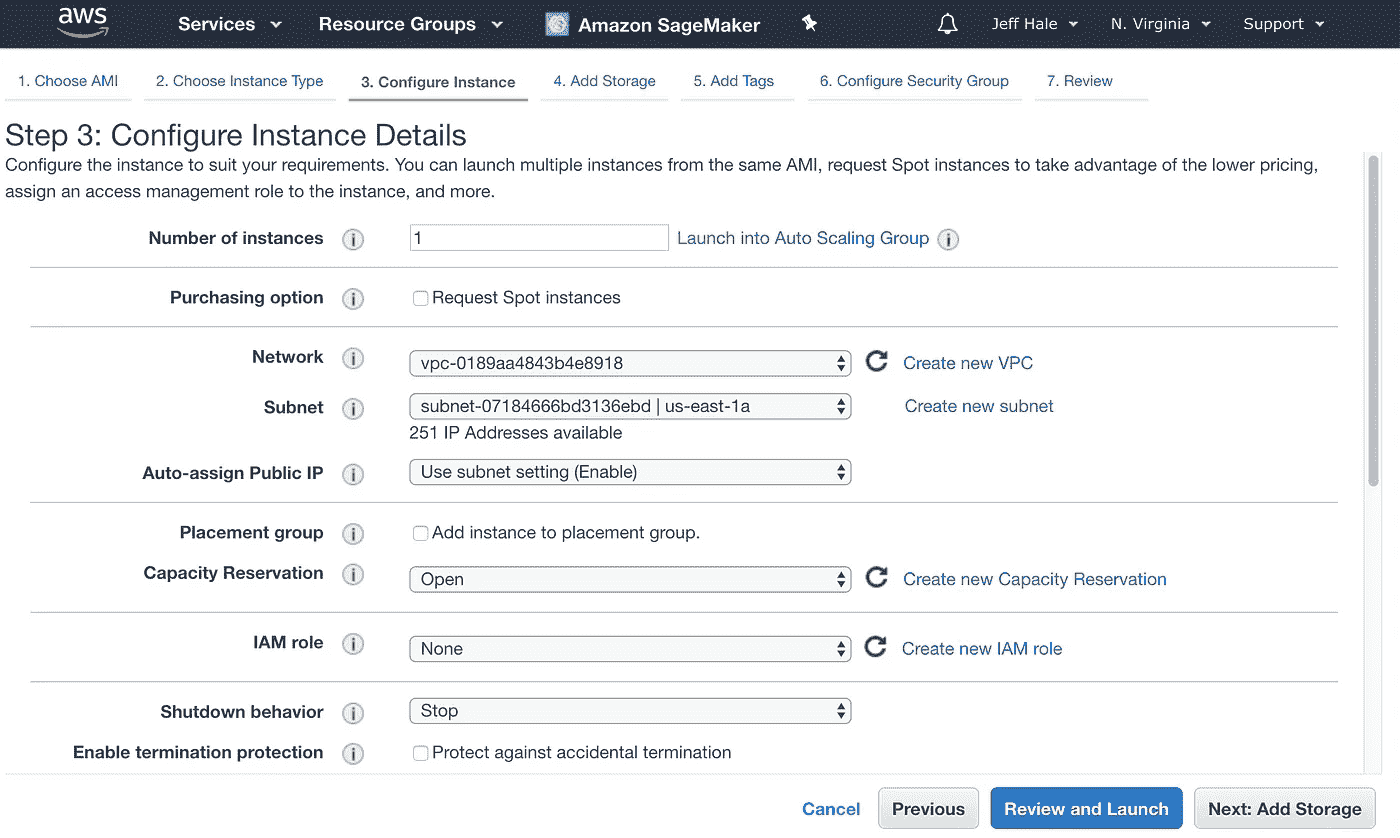 aws Services Resource Groups Amazon SageMaker Jeff Hale N. Virginia Support
1. Choose AMI 2. Choose Instance Type 3. Configure Instance 4. Add Storage 5. Add Tags 6. Configure Security Group 7. Review
Step 3: Configure Instance Details
Configure the instance to suit your requirements. You can launch multiple instances from the same AMI, request Spot instances to take advantage of the lower pricing,
assign an access management role to the instance, and more.
Number of instances i 1 Launch into Auto Scaling Group i
Purchasing option i Request Spot instances
Network i vpc-0189aa4843b4e8918 Create new VPC
Subnet i subnet-07184666bd3136ebd | us-east-1a Create new subnet
251 IP Addresses available
Auto-assign Public IP i Use subnet setting (Enable)
Placement group i Add instance to placement group.
Capacity Reservation i Open Create new Capacity Reservation
IAM role i None Create new IAM role
Shutdown behavior i Stop
Enable termination protection i Protect against accidental termination
Cancel Previous Review and Launch Next: Add Storage